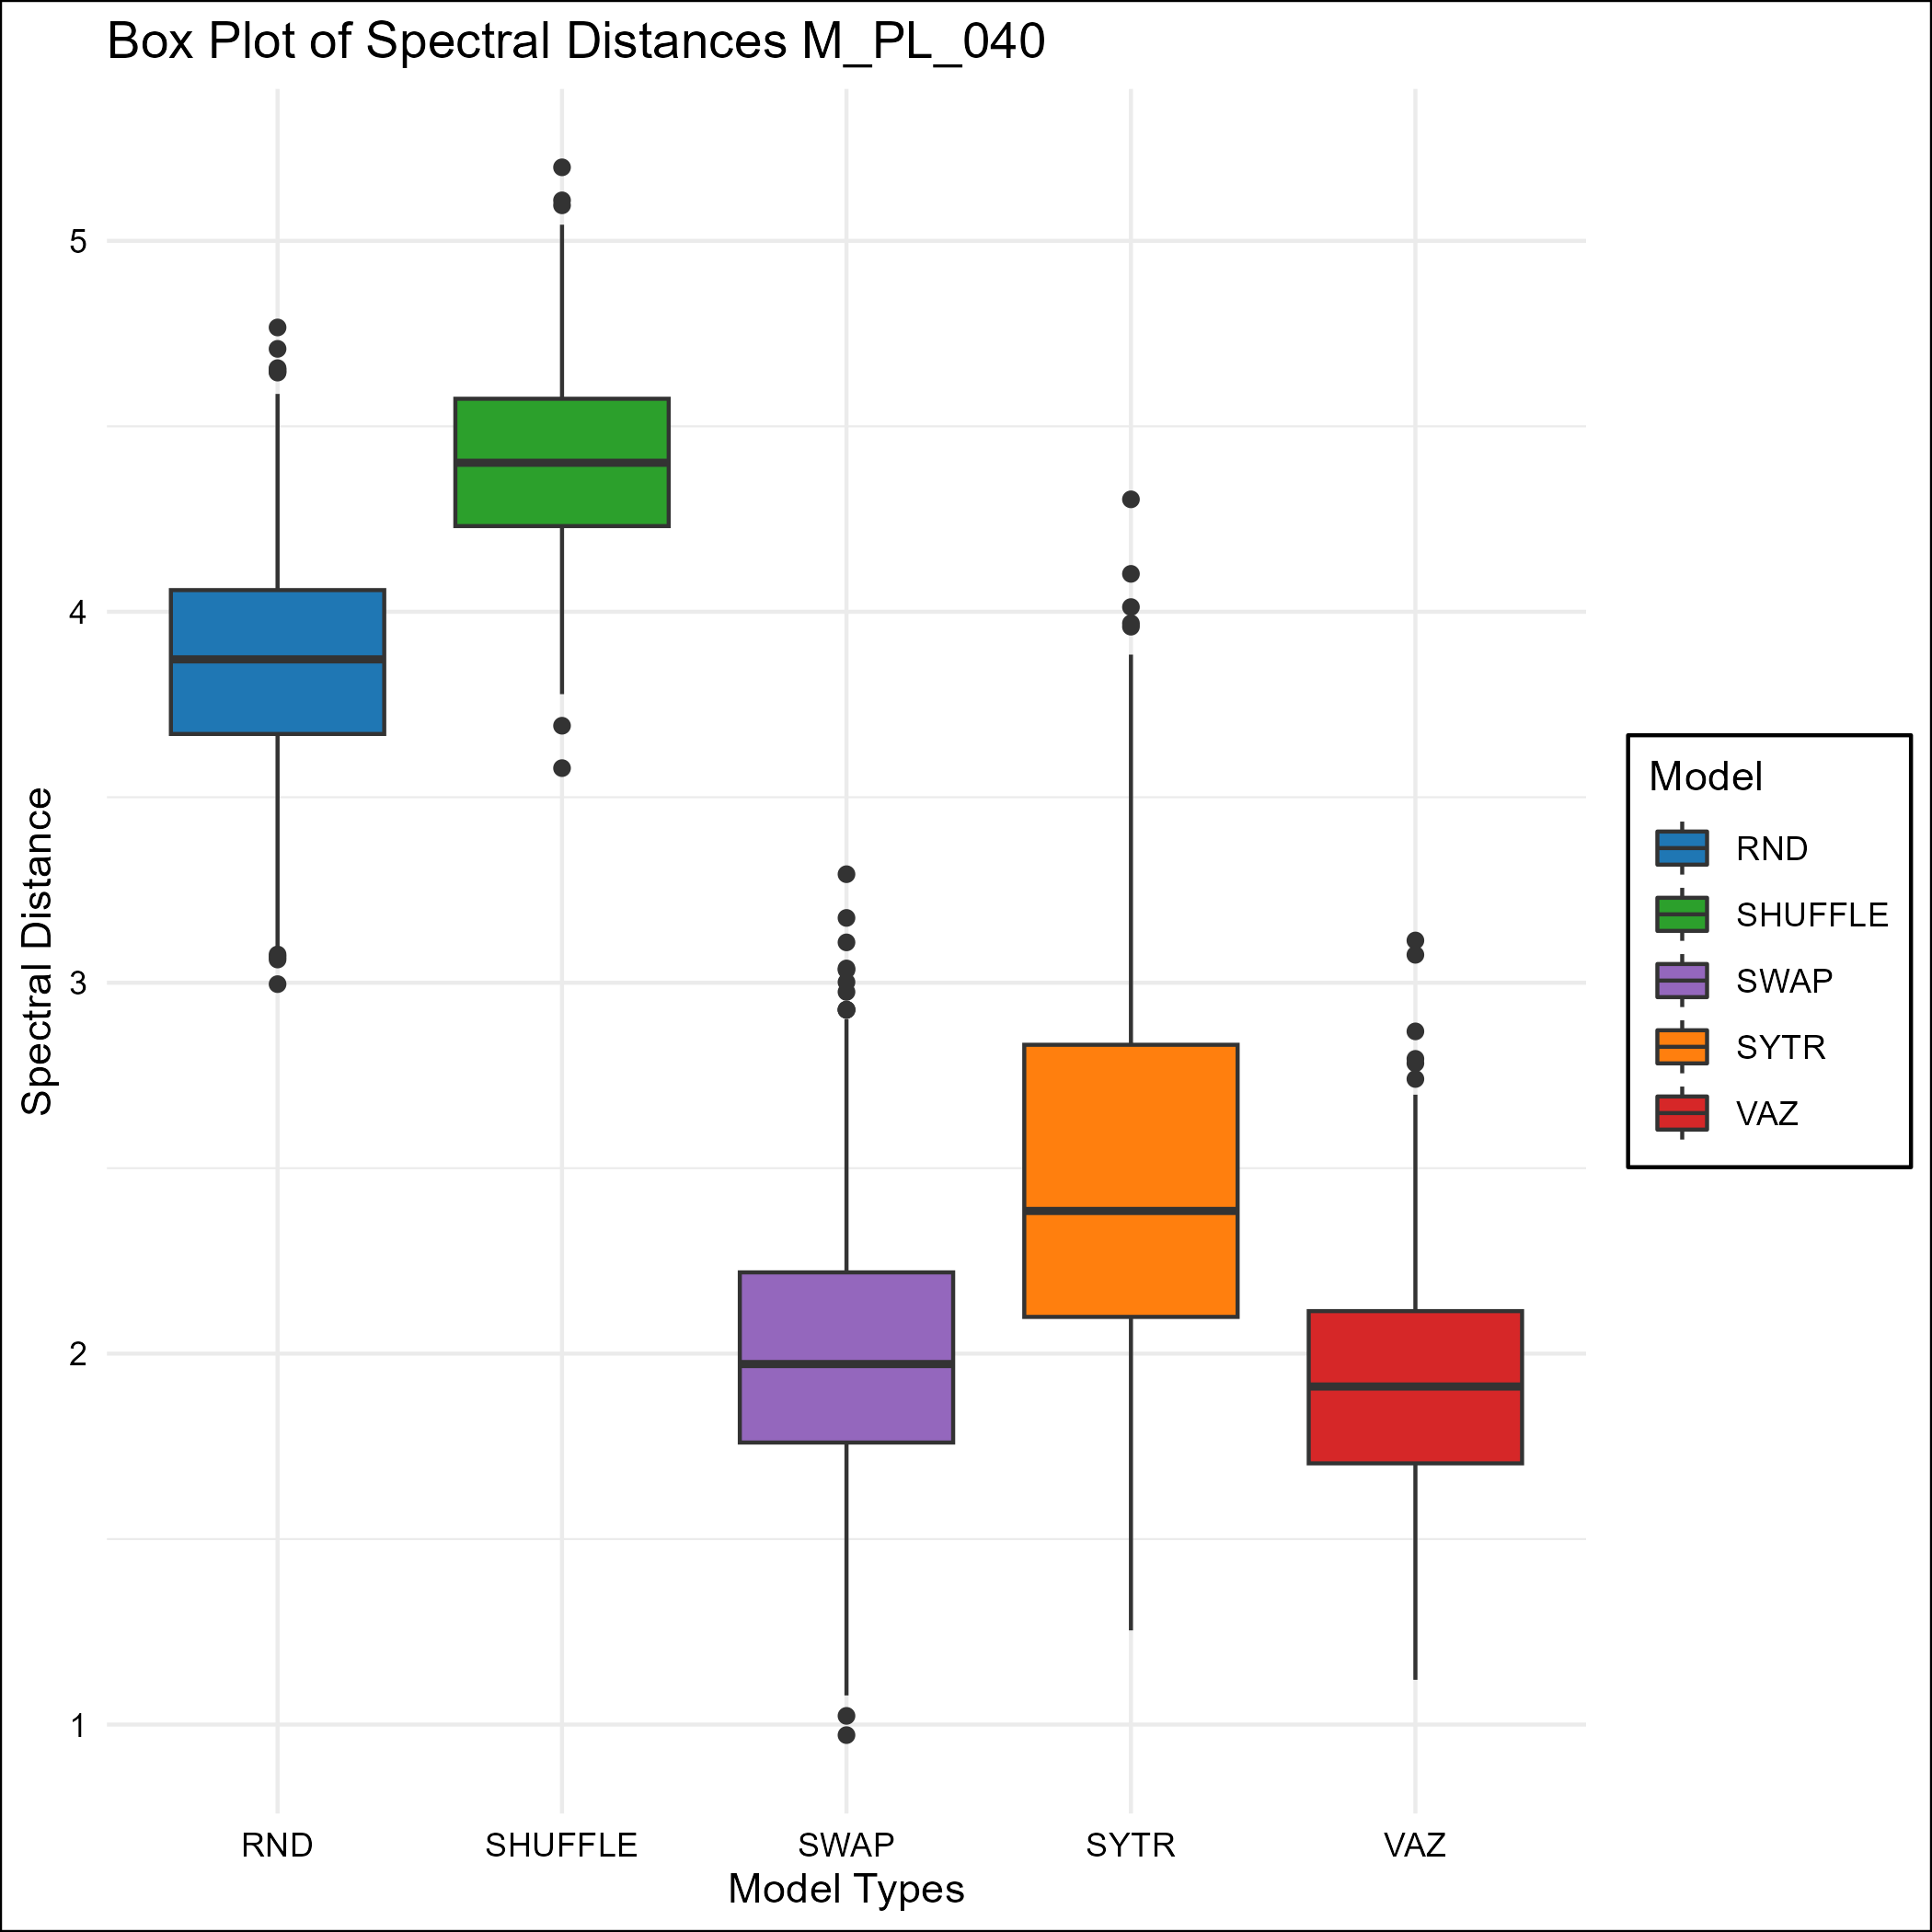 Box Plot of Spectral Distances M_PL_040
Spectral Distance
5
4
3
2
1
RND SHUFFLE SWAP SYTR VAZ
Model Types
Model
RND
SHUFFLE
SWAP
SYTR
VAZ